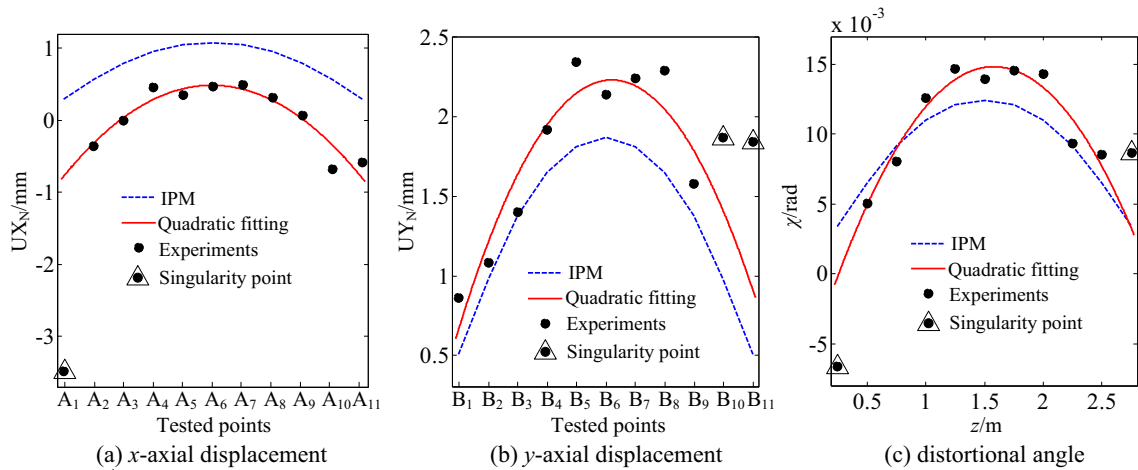 1
0
-1
-2
-3
UX_N/mm
IPM
Quadratic fitting
Experiments
Singularity point
A₁ A₂ A₃ A₄ A₅ A₆ A₇ A₈ A₉ A₁₀ A₁₁
Tested points
(a) x-axial displacement
2.5
2
1.5
1
0.5
UY_N/mm
IPM
Quadratic fitting
Experiments
Singularity point
B₁ B₂ B₃ B₄ B₅ B₆ B₇ B₈ B₉ B₁₀ B₁₁
Tested points
(b) y-axial displacement
x 10⁻³
15
10
5
0
-5
χ/rad
IPM
Quadratic fitting
Experiments
Singularity point
0.5 1 1.5 2 2.5
z/m
(c) distortional angle